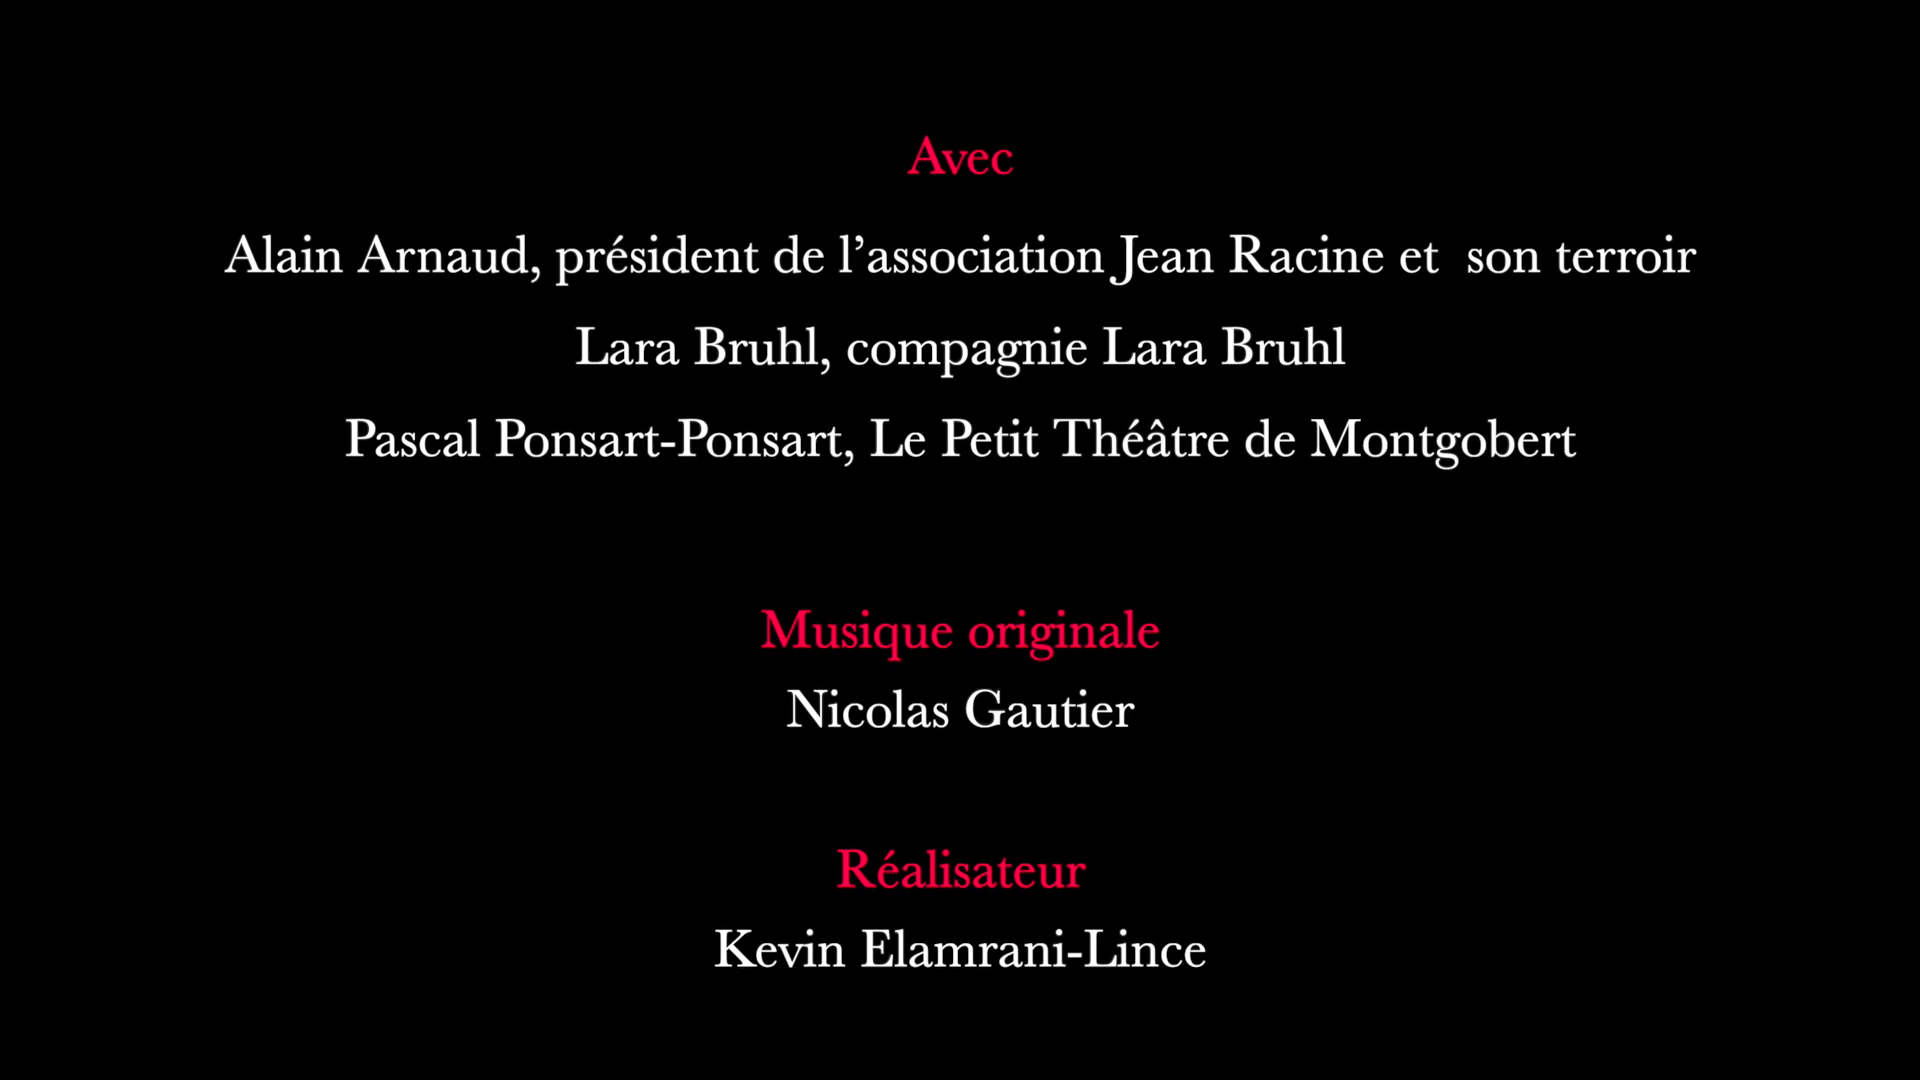 Avec
Alain Arnaud, président de l’association Jean Racine et  son terroir
Lara Bruhl, compagnie Lara Bruhl
Pascal Ponsart-Ponsart, Le Petit Théâtre de Montgobert
Musique originale
Nicolas Gautier
Réalisateur
Kevin Elamrani-Lince